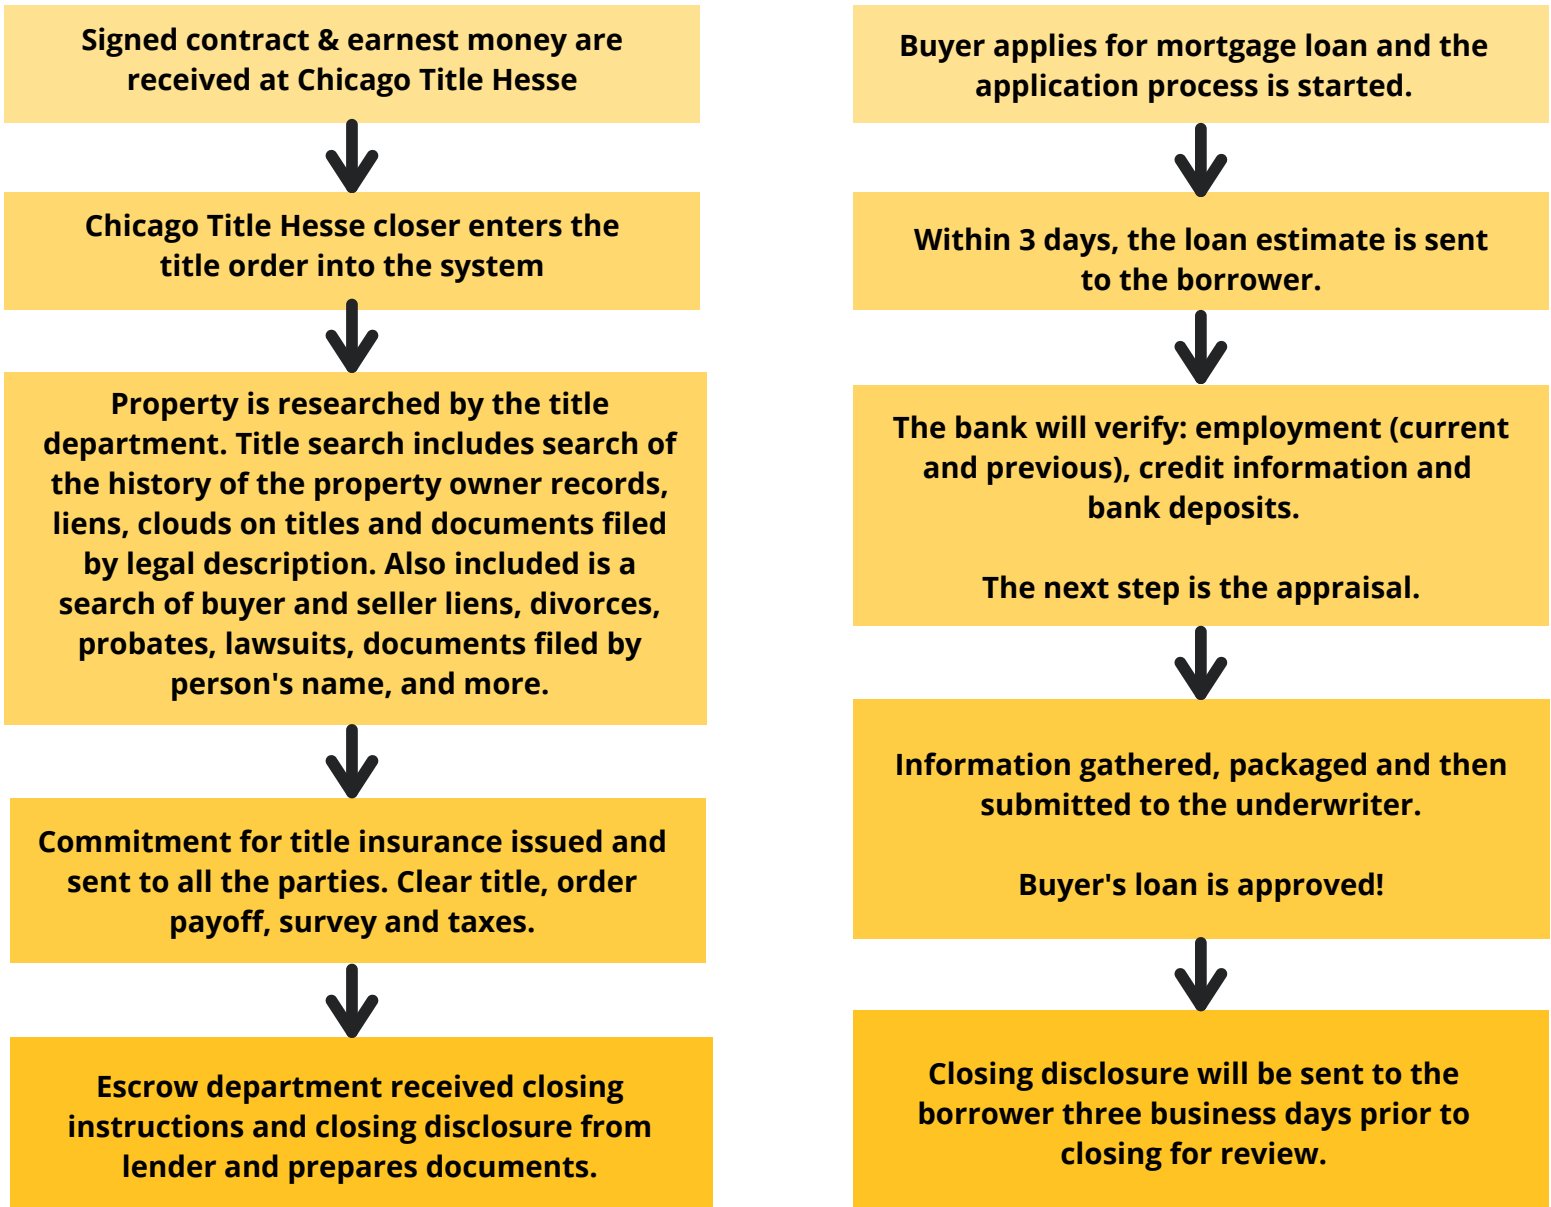 Signed contract & earnest money are
received at Chicago Title Hesse
Chicago Title Hesse closer enters the
title order into the system
Property is researched by the title
department. Title search includes search of
the history of the property owner records,
liens, clouds on titles and documents filed
by legal description. Also included is a
search of buyer and seller liens, divorces,
probates, lawsuits, documents filed by
person's name, and more.
Commitment for title insurance issued and
sent to all the parties. Clear title, order
payoff, survey and taxes.
Escrow department received closing
instructions and closing disclosure from
lender and prepares documents.
Buyer applies for mortgage loan and the
application process is started.
Within 3 days, the loan estimate is sent
to the borrower.
The bank will verify: employment (current
and previous), credit information and
bank deposits.
The next step is the appraisal.
Information gathered, packaged and then
submitted to the underwriter.
Buyer's loan is approved!
Closing disclosure will be sent to the
borrower three business days prior to
closing for review.